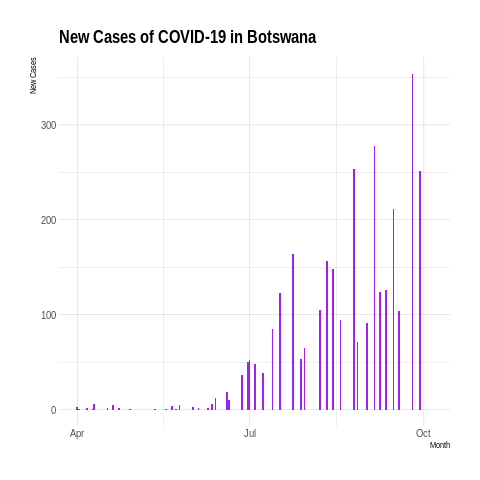 New Cases of COVID-19 in Botswana
New Cases
300
200
100
0
Apr Jul Oct
Month